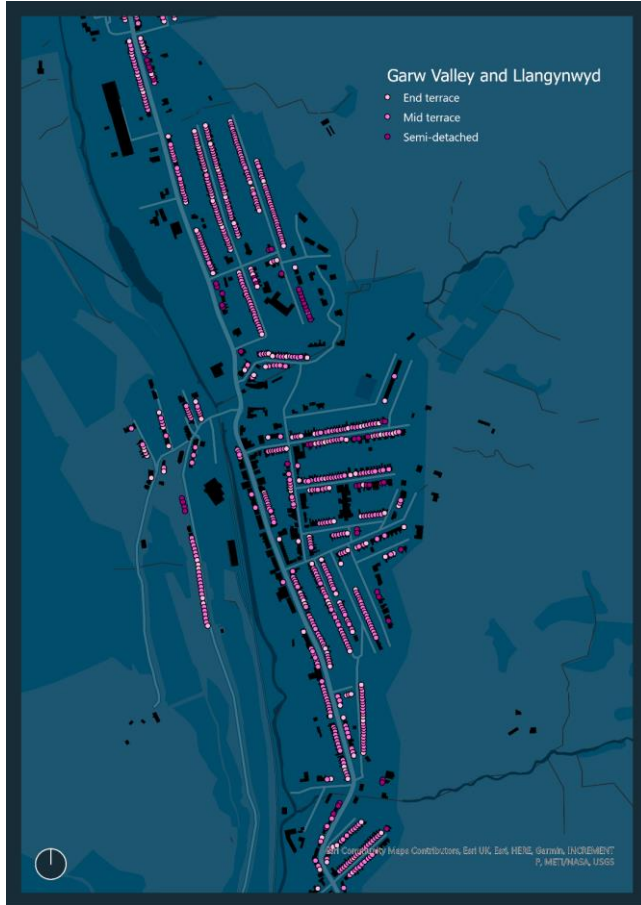 Garw Valley and Llangynwyd
End terrace
Mid terrace
Semi-detached
Esri Community Maps Contributors, Esri UK, Esri, HERE, Garmin, INCREMENT
P, METI/NASA, USGS